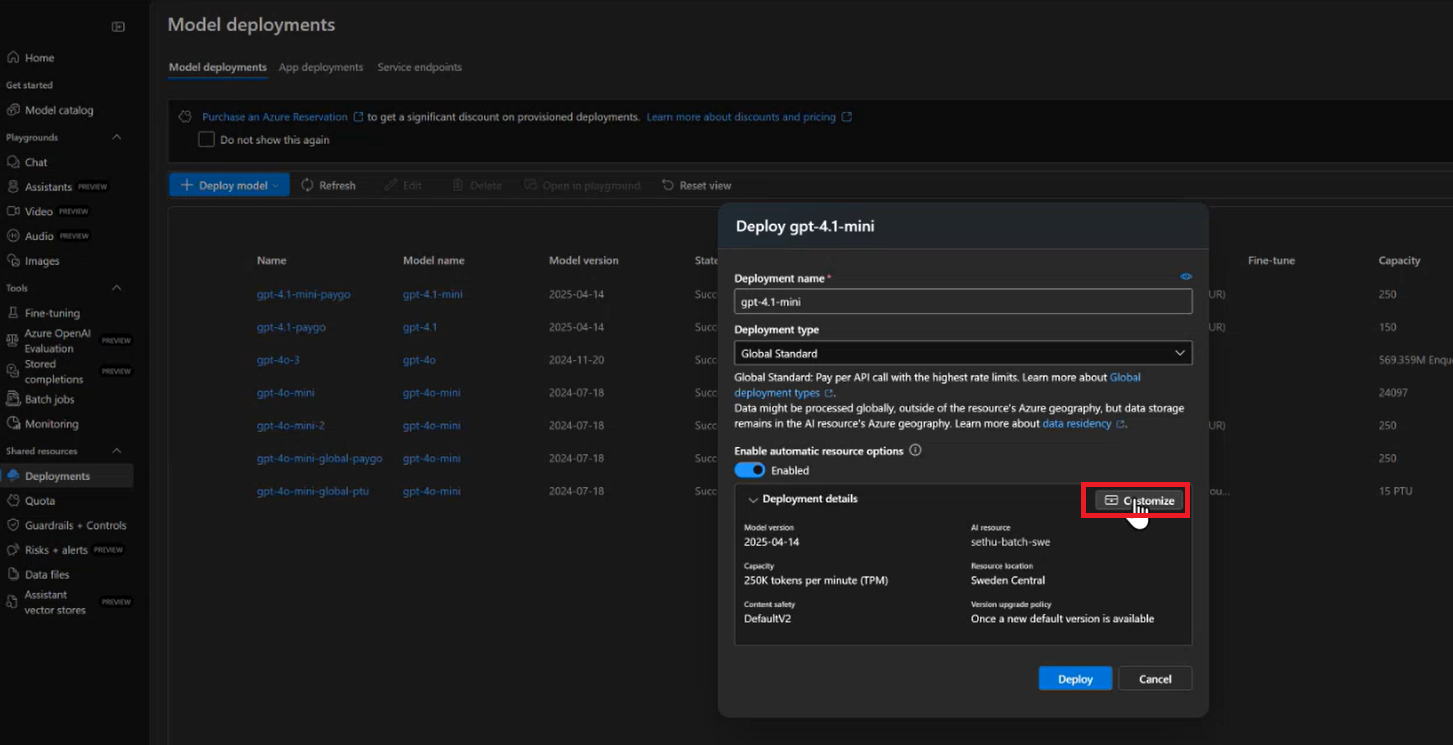 Model deployments
Home
Get started
Model catalog
Playgrounds
Chat
Assistants PREVIEW
Video PREVIEW
Audio PREVIEW
Images
Tools
Fine-tuning
Azure OpenAI
Evaluation
PREVIEW
Stored
completions
PREVIEW
Batch jobs
Monitoring
Shared resources
Deployments
Quota
Guardrails + Controls
Risks + alerts PREVIEW
Data files
Assistant
vector stores
PREVIEW
Model deployments App deployments Service endpoints
Purchase an Azure Reservation to get a significant discount on provisioned deployments. Learn more about discounts and pricing
Do not show this again
Deploy model Refresh Edit Delete Open in playground Reset view
Name Model name Model version State Fine-tune Capacity
gpt-4.1-mini-paygo gpt-4.1-mini 2025-04-14 Succ UR) 250
gpt-4.1-paygo gpt-4.1 2025-04-14 Succ UR) 150
gpt-4o-3 gpt-4o 2024-11-20 Succ 569.359M Enqu
gpt-4o-mini gpt-4o-mini 2024-07-18 Succ 24097
gpt-4o-mini-2 gpt-4o-mini 2024-07-18 Succ UR) 250
gpt-4o-mini-global-paygo gpt-4o-mini 2024-07-18 Succ 250
gpt-4o-mini-global-ptu gpt-4o-mini 2024-07-18 Succ ou... 15 PTU
Deploy gpt-4.1-mini
Deployment name*
gpt-4.1-mini
Deployment type
Global Standard
Global Standard: Pay per API call with the highest rate limits. Learn more about Global
deployment types.
Data might be processed globally, outside of the resource's Azure geography, but data storage
remains in the AI resource's Azure geography. Learn more about data residency.
Enable automatic resource options
Enabled
Deployment details Customize
Model version AI resource
2025-04-14 sethu-batch-swe
Capacity Resource location
250K tokens per minute (TPM) Sweden Central
Content safety Version upgrade policy
DefaultV2 Once a new default version is available
Deploy Cancel